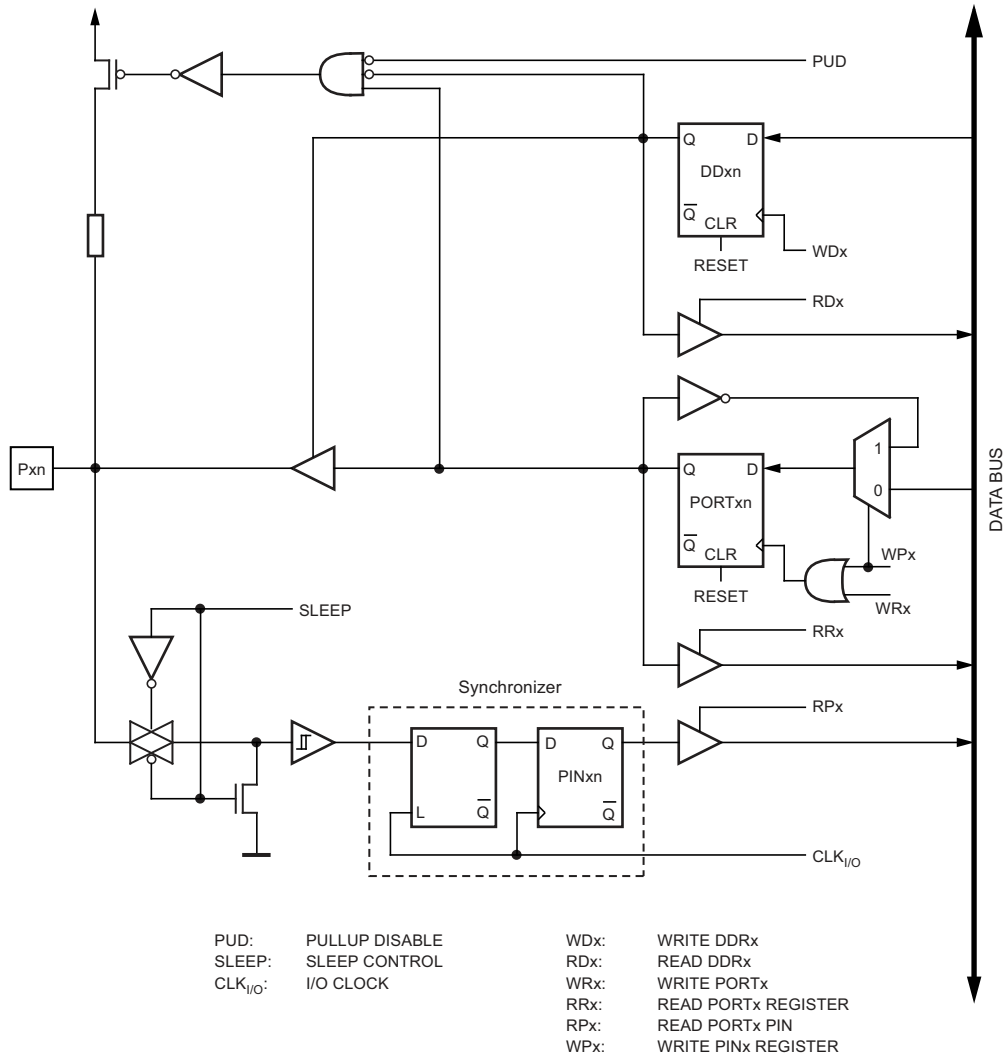 PUD
Q D
DDxn
Q
CLR
RESET
WDx
RDx
Pxn
1
0
Q D
PORTxn
Q
CLR
RESET
WPx
WRx
DATA BUS
RRx
SLEEP
Synchronizer
RPx
D Q
L Q
D Q
PINxn
Q
CLKI/O
PUD: PULLUP DISABLE
SLEEP: SLEEP CONTROL
CLKI/O: I/O CLOCK
WDx: WRITE DDRx
RDx: READ DDRx
WRx: WRITE PORTx
RRx: READ PORTx REGISTER
RPx: READ PORTx PIN
WPx: WRITE PINx REGISTER